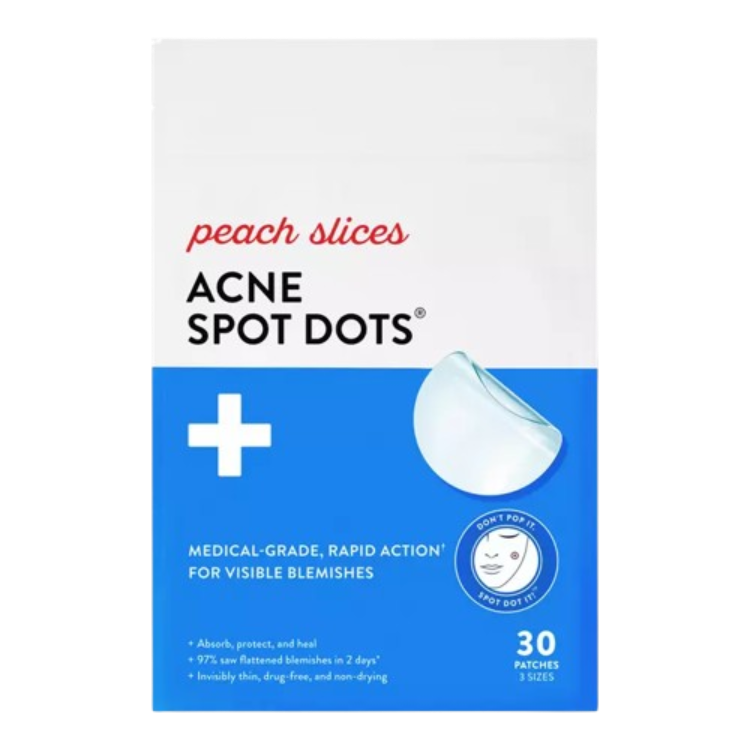 peach slices
ACNE
SPOT DOTS®
MEDICAL-GRADE, RAPID ACTION†
FOR VISIBLE BLEMISHES
DON'T POP IT.
SPOT DOT IT!™
+ Absorb, protect, and heal
+ 97% saw flattened blemishes in 2 days*
+ Invisibly thin, drug-free, and non-drying
30
PATCHES
3 SIZES